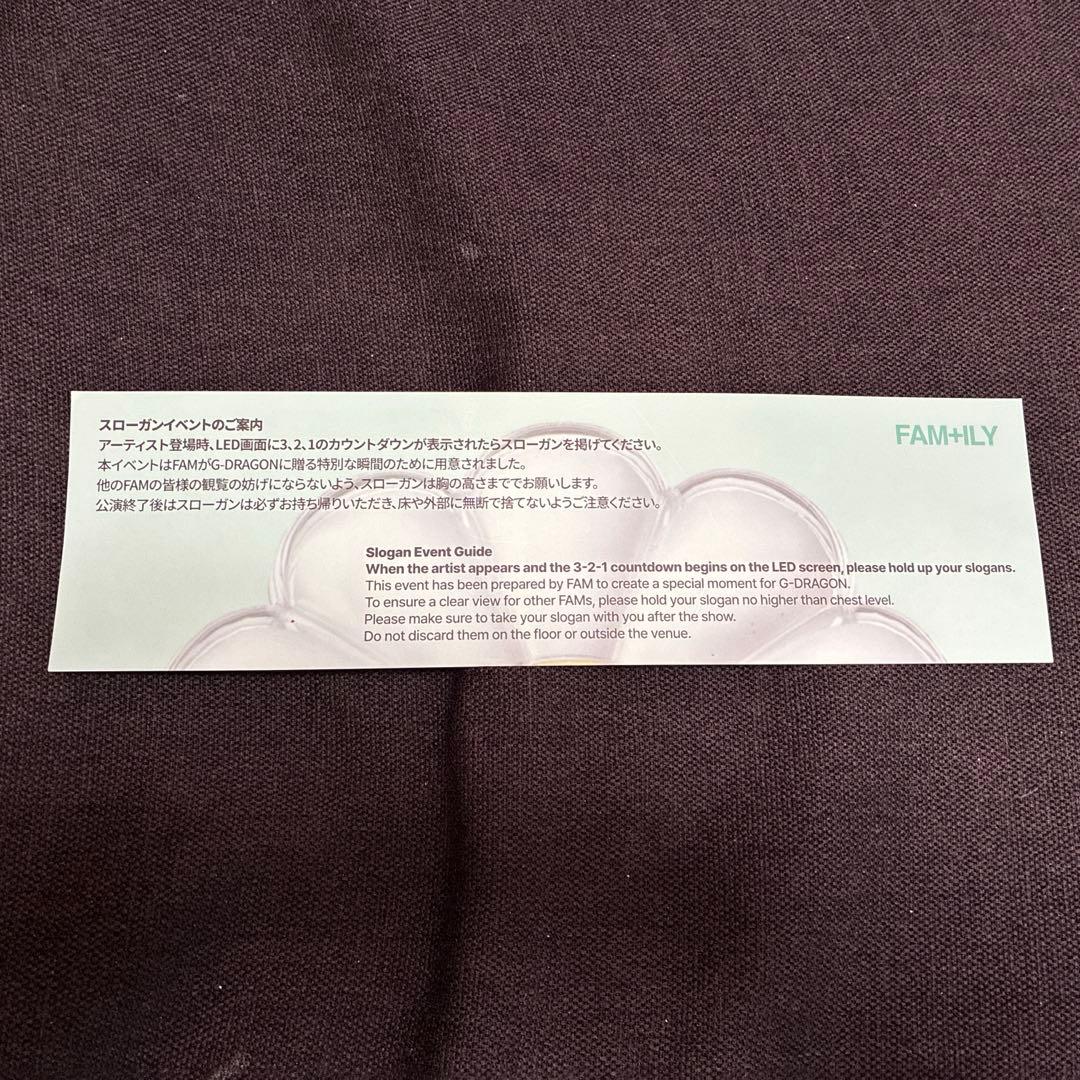 スローガンイベントのご案内
アーティスト登場時、LED画面に3、2、1のカウントダウンが表示されたらスローガンを掲げてください。
本イベントはFAMがG-DRAGONに贈る特別な瞬間のために用意されました。
他のFAMの皆様の観覧の妨げにならないよう、スローガンは胸の高さまででお願いします。
公演終了後はスローガンは必ずお持ち帰りいただき、床や外部に無断で捨てないようご注意ください。
FAM+ILY
Slogan Event Guide
When the artist appears and the 3-2-1 countdown begins on the LED screen, please hold up your slogans.
This event has been prepared by FAM to create a special moment for G-DRAGON.
To ensure a clear view for other FAMs, please hold your slogan no higher than chest level.
Please make sure to take your slogan with you after the show.
Do not discard them on the floor or outside the venue.